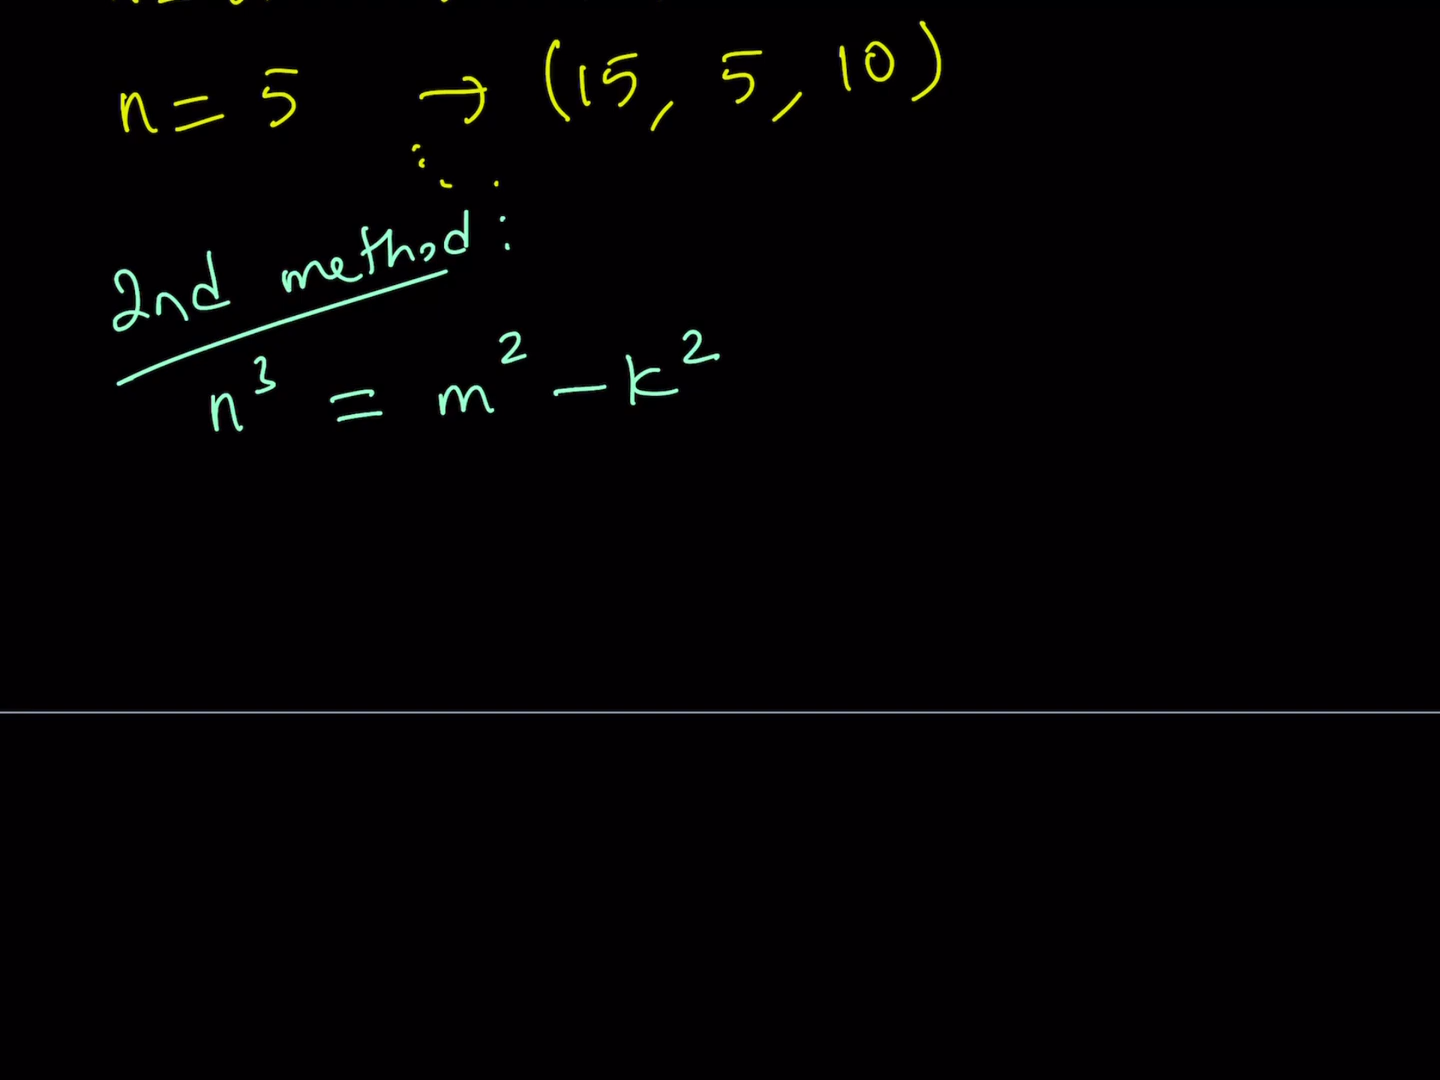 n = 5 → (15, 5, 10)
2nd method:
n³ = m² - k²